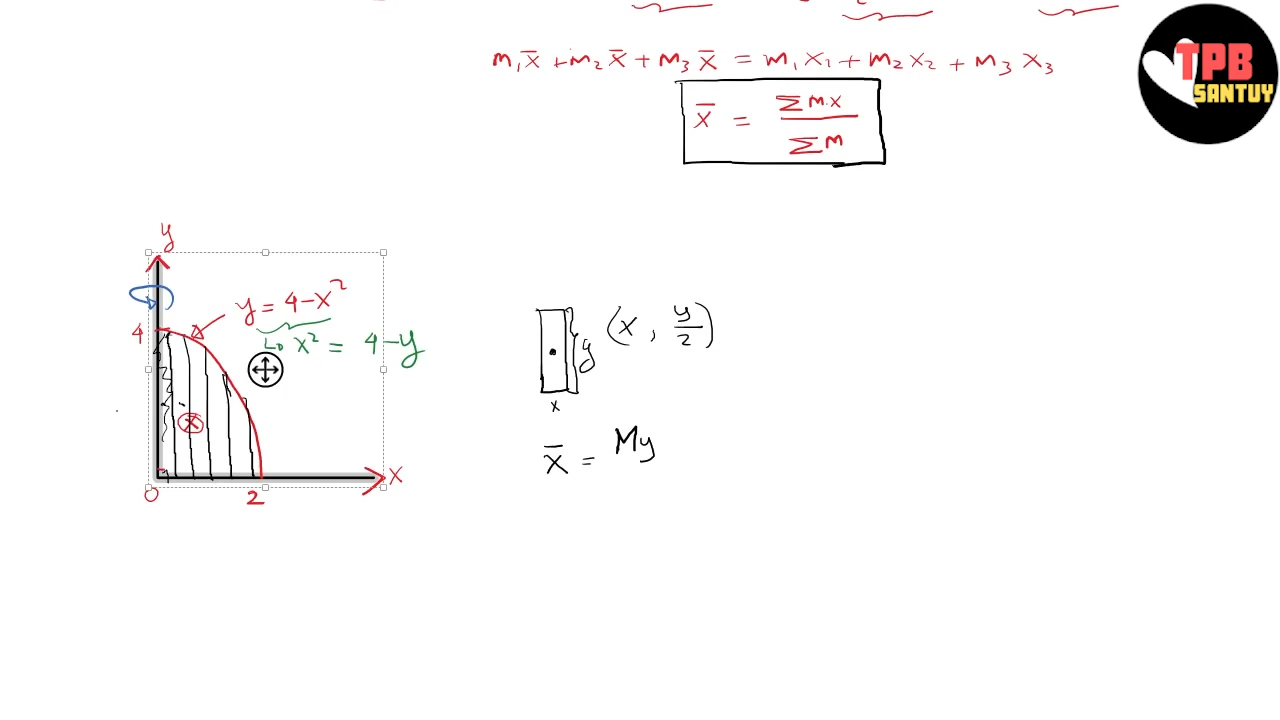 m₁x̄ + m₂x̄ + m₃x̄ = m₁x₁ + m₂x₂ + m₃x₃
x̄ = Σm.x / Σm
TPB
SANTUY
y
4
y = 4-x²
x² = 4-y
x
0
2
x
y
(x, y/2)
x
x̄ = My